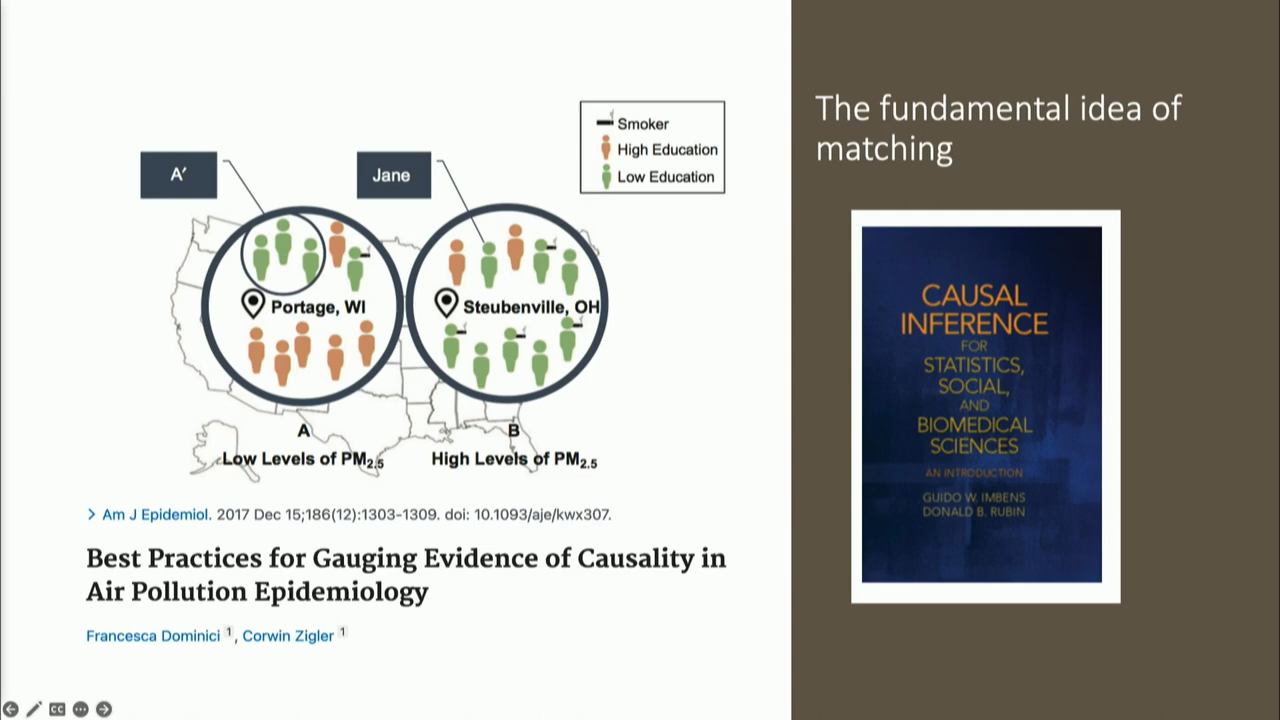 The fundamental idea of
matching
Smoker
High Education
Low Education
A′
Jane
Portage, WI
Steubenville, OH
A
B
Low Levels of PM2.5
High Levels of PM2.5
> Am J Epidemiol. 2017 Dec 15;186(12):1303-1309. doi: 10.1093/aje/kwx307.
Best Practices for Gauging Evidence of Causality in
Air Pollution Epidemiology
Francesca Dominici 1, Corwin Zigler 1
CAUSAL
INFERENCE
FOR
STATISTICS,
SOCIAL,
AND
BIOMEDICAL
SCIENCES
AN INTRODUCTION
GUIDO W. IMBENS
DONALD B. RUBIN
CC